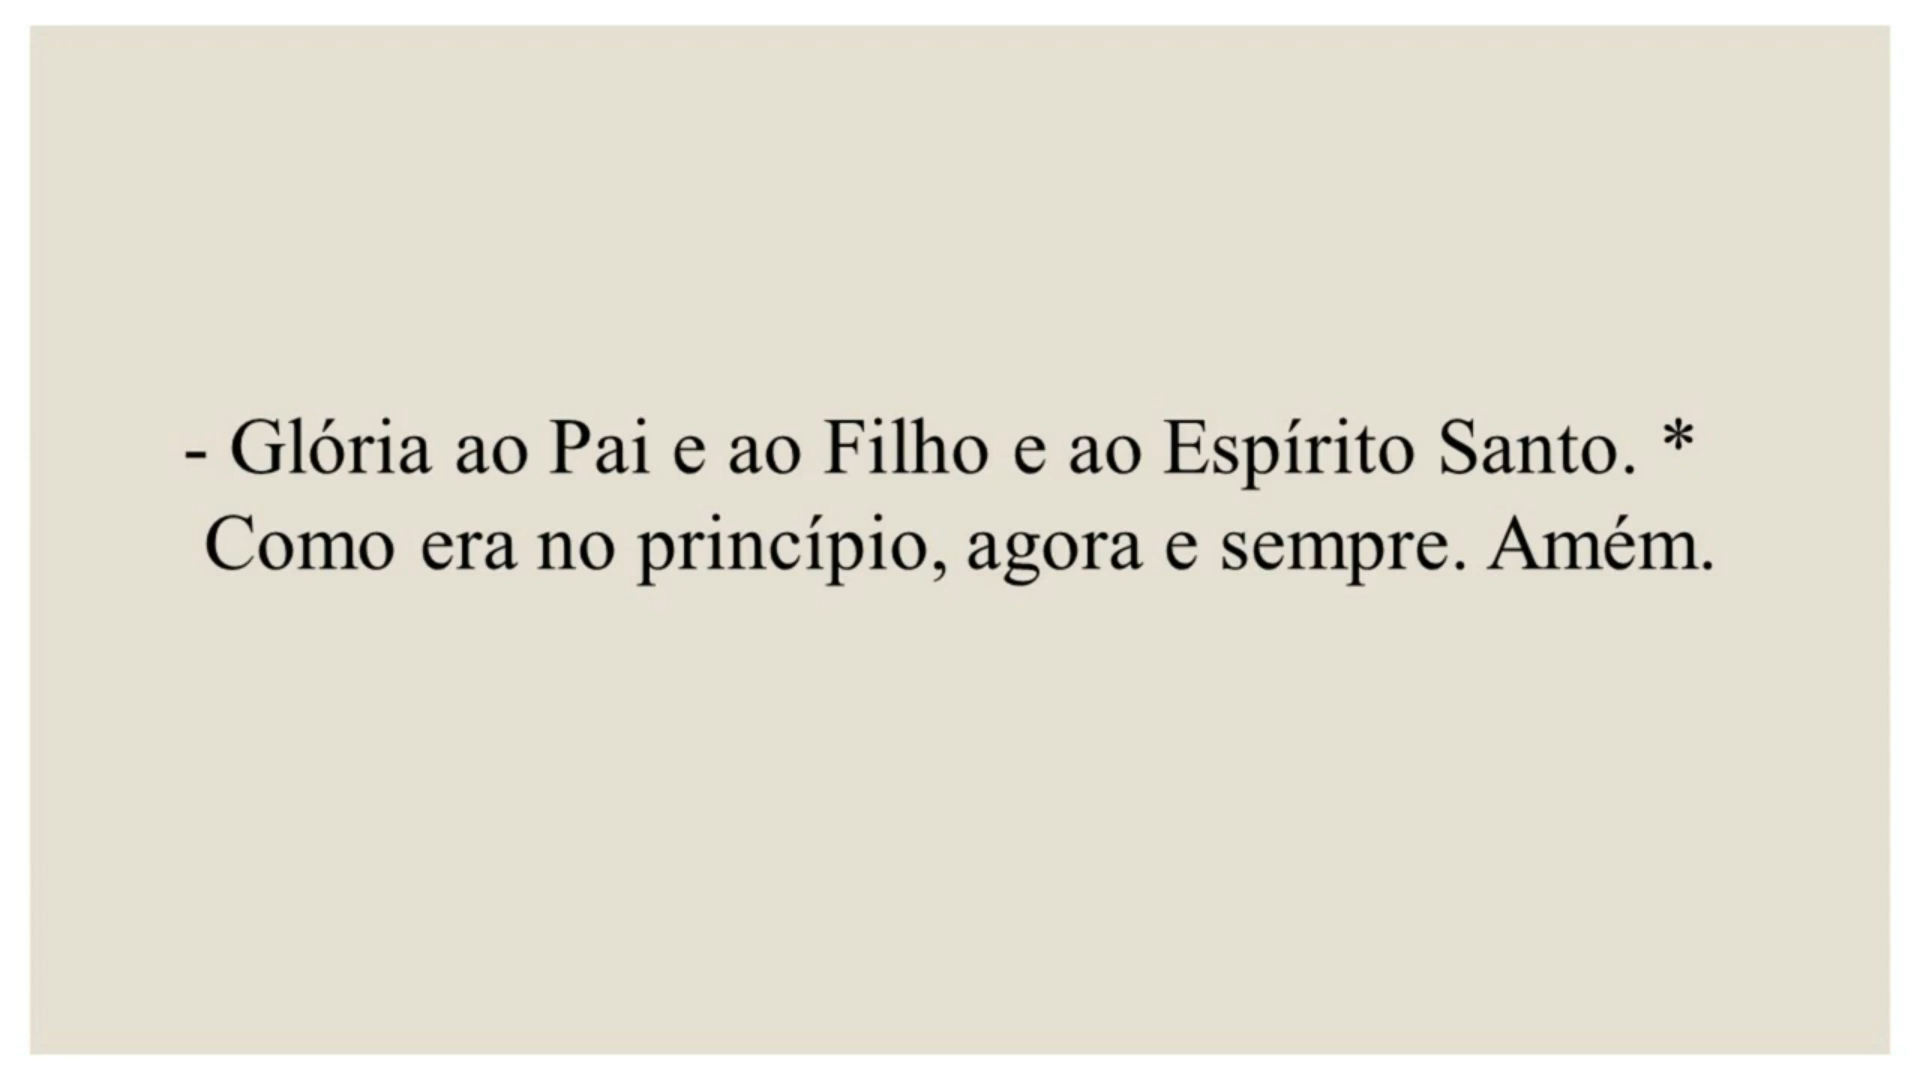 - Glória ao Pai e ao Filho e ao Espírito Santo. *
Como era no princípio, agora e sempre. Amém.